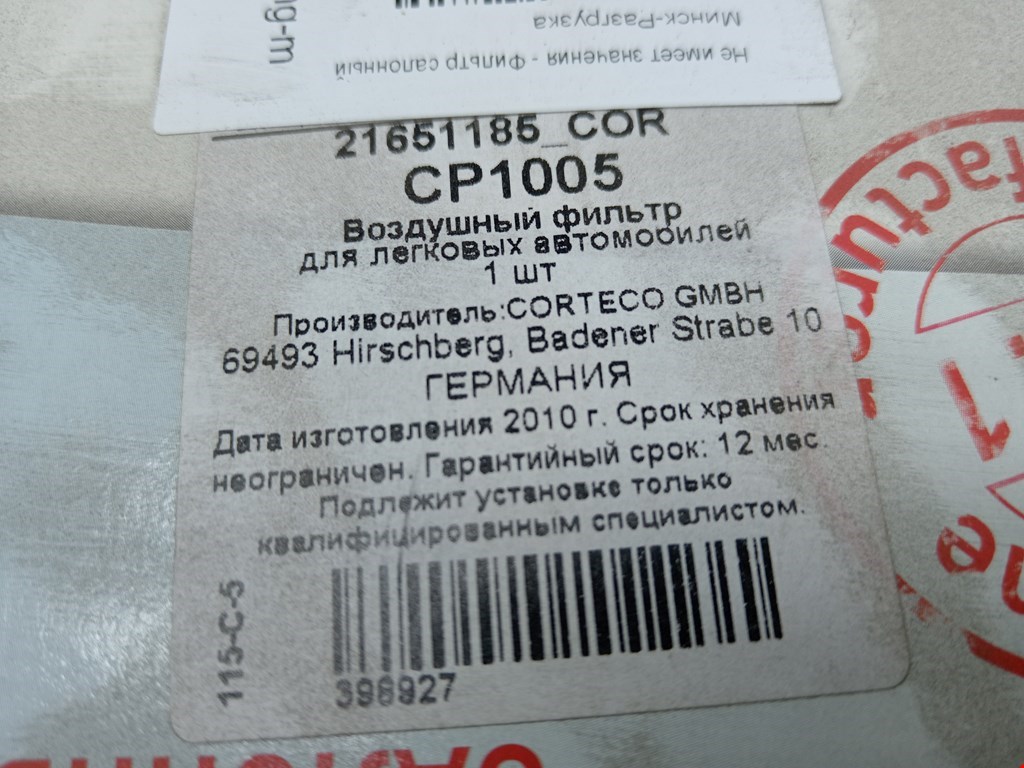 ng-m
Не имеет значения - Фильтр салонный
Минск-Разгрузка
21651185_COR
CP1005
Воздушный фильтр
для легковых автомобилей
1 шт
Производитель:CORTECO GMBH
69493 Hirschberg, Badener Strabe 10
ГЕРМАНИЯ
Дата изготовления 2010 г. Срок хранения
неограничен. Гарантийный срок: 12 мес.
Подлежит установке только
квалифицированным специалистом.
115-C-5
398927
facturer